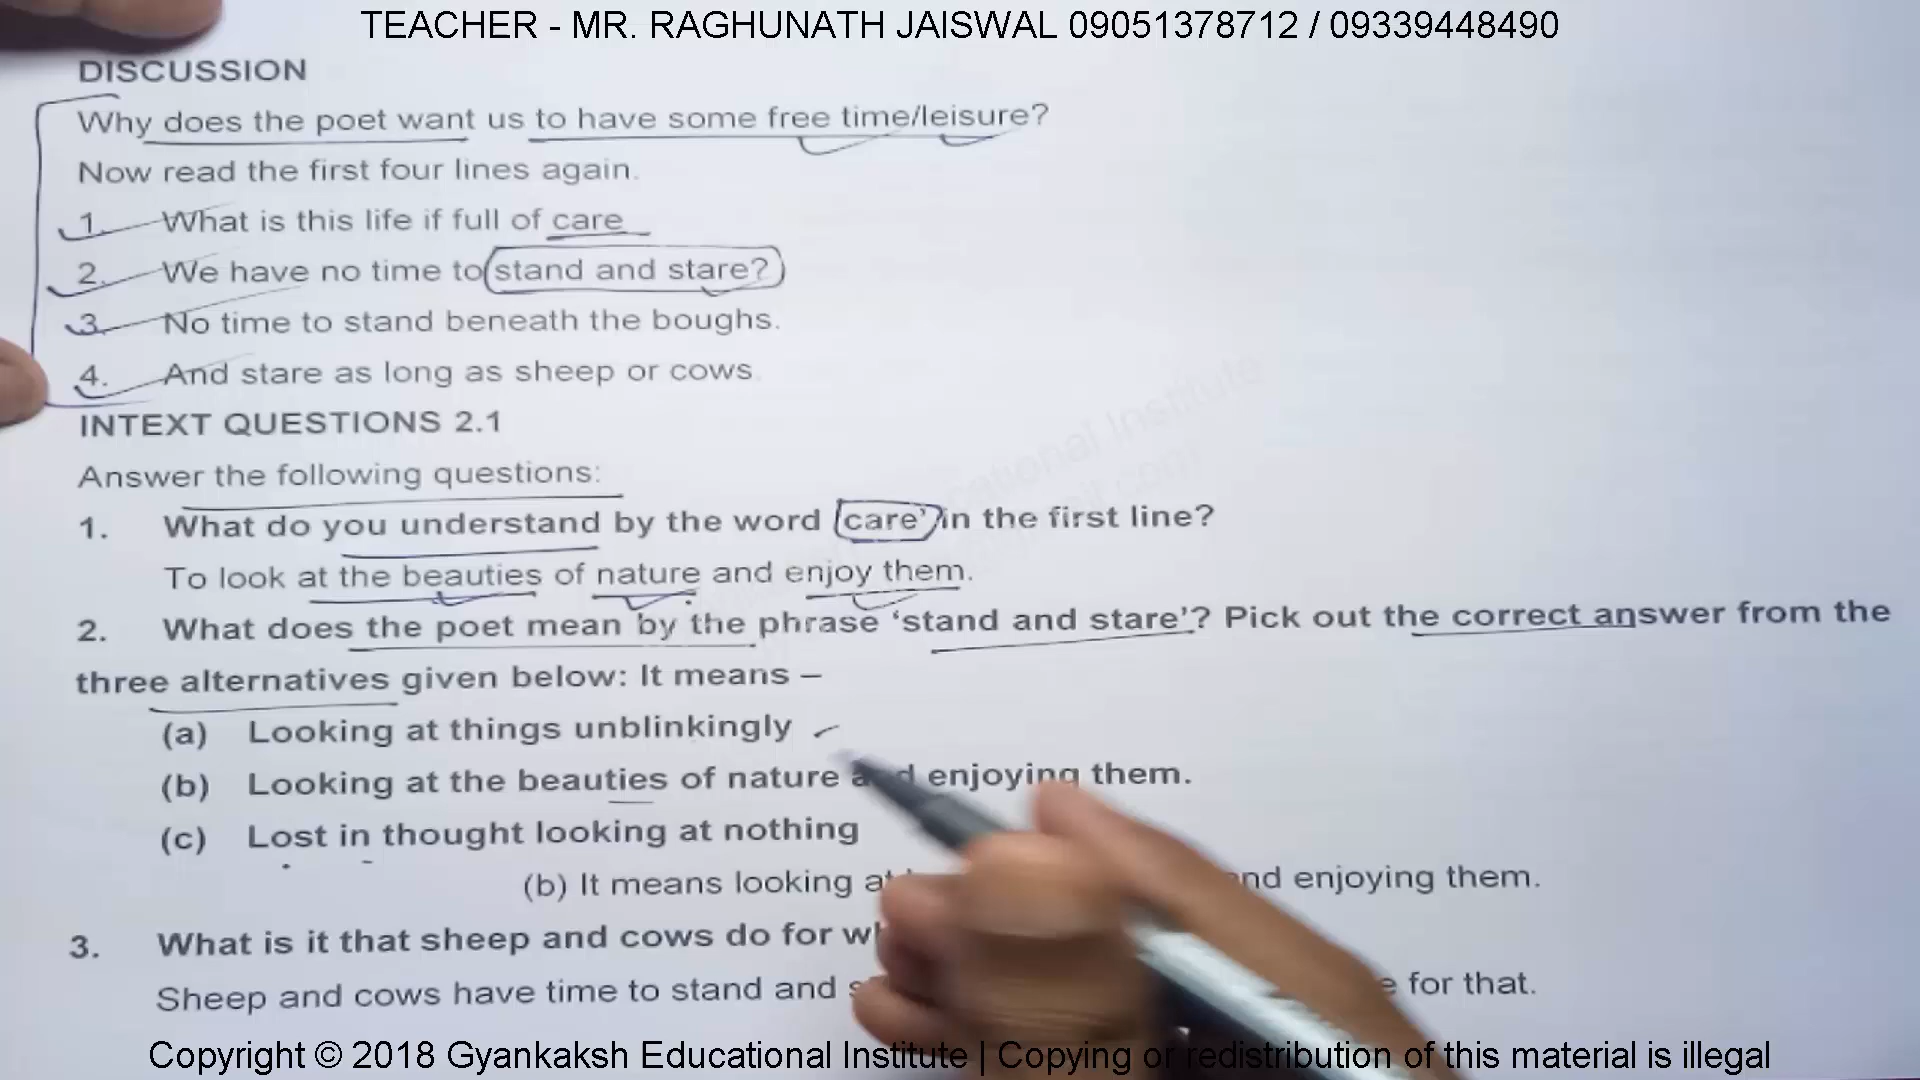 TEACHER - MR. RAGHUNATH JAISWAL 09051378712 / 09339448490
DISCUSSION
Why does the poet want us to have some free time/leisure?
Now read the first four lines again.
1. What is this life if full of care
2. We have no time to stand and stare?
3. No time to stand beneath the boughs.
4. And stare as long as sheep or cows.
INTEXT QUESTIONS 2.1
Answer the following questions:
1. What do you understand by the word care' in the first line?
To look at the beauties of nature and enjoy them.
2. What does the poet mean by the phrase ‘stand and stare’? Pick out the correct answer from the
three alternatives given below: It means –
(a) Looking at things unblinkingly
(b) Looking at the beauties of nature and enjoying them.
(c) Lost in thought looking at nothing
(b) It means looking at and enjoying them.
3. What is it that sheep and cows do for
Sheep and cows have time to stand and for that.
Copyright © 2018 Gyankaksh Educational Institute | Copying or redistribution of this material is illegal